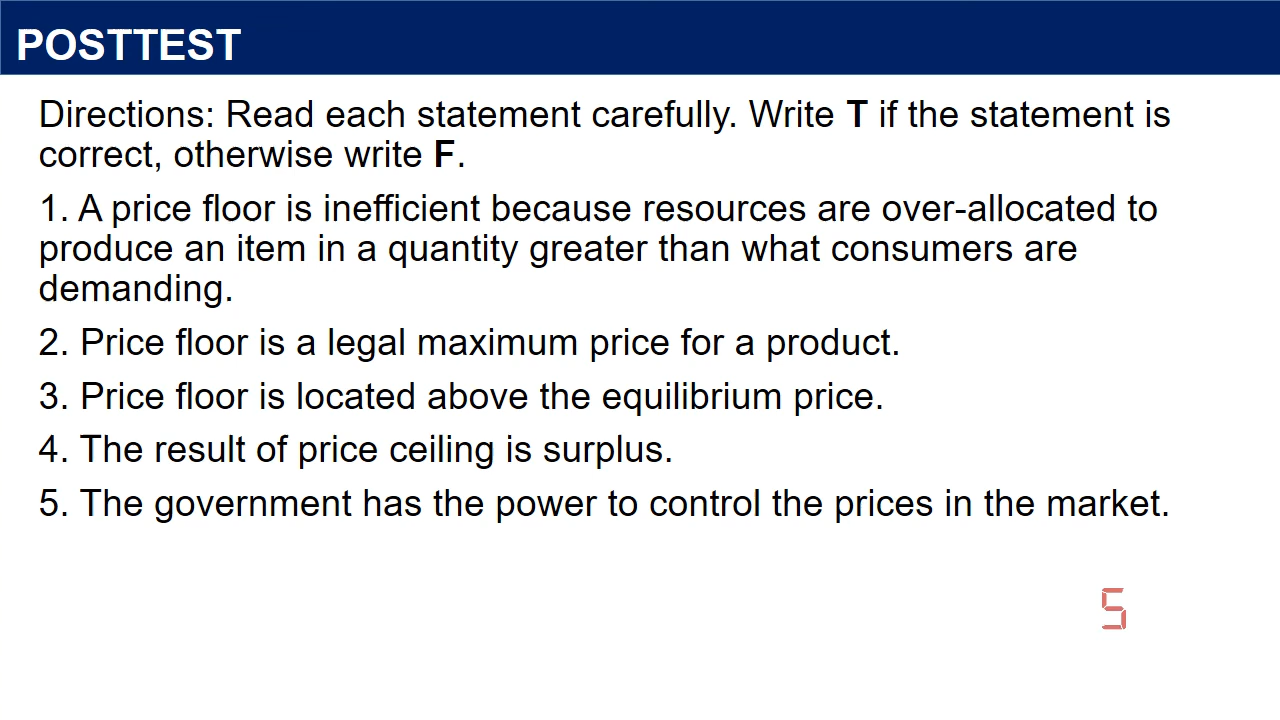 POSTTEST
Directions: Read each statement carefully. Write T if the statement is
correct, otherwise write F.
1. A price floor is inefficient because resources are over-allocated to
produce an item in a quantity greater than what consumers are
demanding.
2. Price floor is a legal maximum price for a product.
3. Price floor is located above the equilibrium price.
4. The result of price ceiling is surplus.
5. The government has the power to control the prices in the market.
5